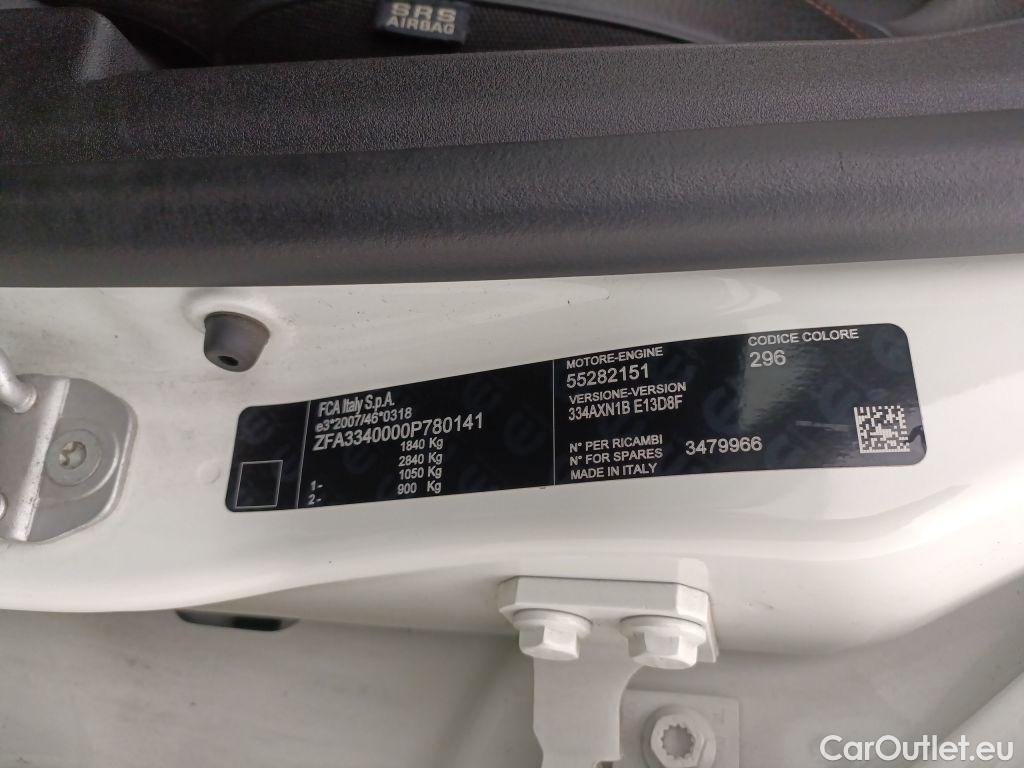 SRS
AIRBAG
FCA Italy S.p.A.
e3*2007/46*0318
ZFA3340000P780141
1840 Kg
2840 Kg
1- 1050 Kg
2- 900 Kg
MOTORE-ENGINE
55282151
VERSIONE-VERSION
334AXN1B E13D8F
N° PER RICAMBI
N° FOR SPARES 3479966
MADE IN ITALY
CODICE COLORE
296
CarOutlet.eu